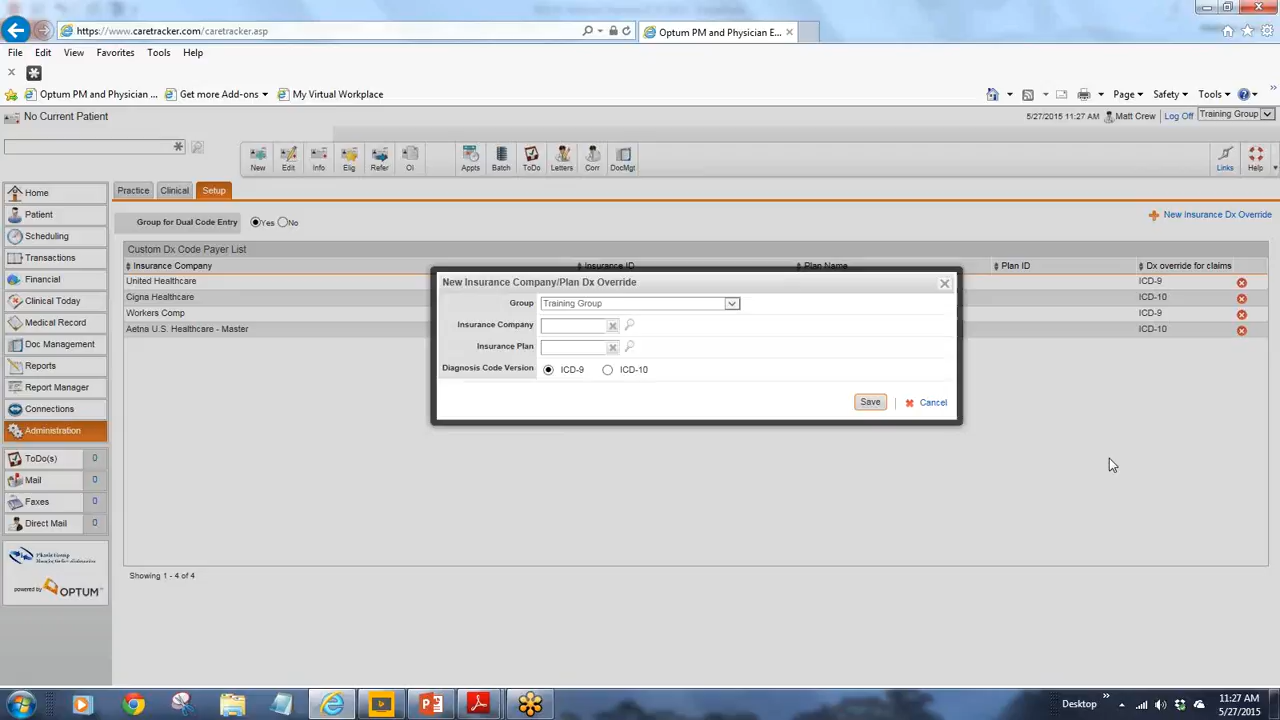 https://www.caretracker.com/caretracker.asp
Optum PM and Physician E...
File Edit View Favorites Tools Help
Optum PM and Physician ... Get more Add-ons My Virtual Workplace
Page Safety Tools
No Current Patient
5/27/2015 11:27 AM Matt Crew Log Off Training Group
New Edit Info Elig Refer OI Appts Batch ToDo Letters Corr DocMgr Links Help
Practice Clinical Setup
Group for Dual Code Entry Yes No
New Insurance Dx Override
Custom Dx Code Payer List
Insurance Company Insurance ID Plan Name Plan ID Dx override for claims
United Healthcare ICD-9
Cigna Healthcare ICD-10
Workers Comp ICD-9
Aetna U.S. Healthcare - Master ICD-10
Showing 1 - 4 of 4
New Insurance Company/Plan Dx Override
Group Training Group
Insurance Company
Insurance Plan
Diagnosis Code Version ICD-9 ICD-10
Save | Cancel
Home
Patient
Scheduling
Transactions
Financial
Clinical Today
Medical Record
Doc Management
Reports
Report Manager
Connections
Administration
ToDo(s) 0
Mail 0
Faxes 0
Direct Mail 0
powered by OPTUM
Desktop
11:27 AM
5/27/2015